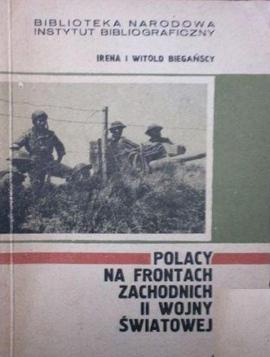 BIBLIOTEKA NARODOWA
INSTYTUT BIBLIOGRAFICZNY
IRENA I WITOLD BIEGAŃSCY
POLACY
NA FRONTACH
ZACHODNICH
II WOJNY
ŚWIATOWEJ